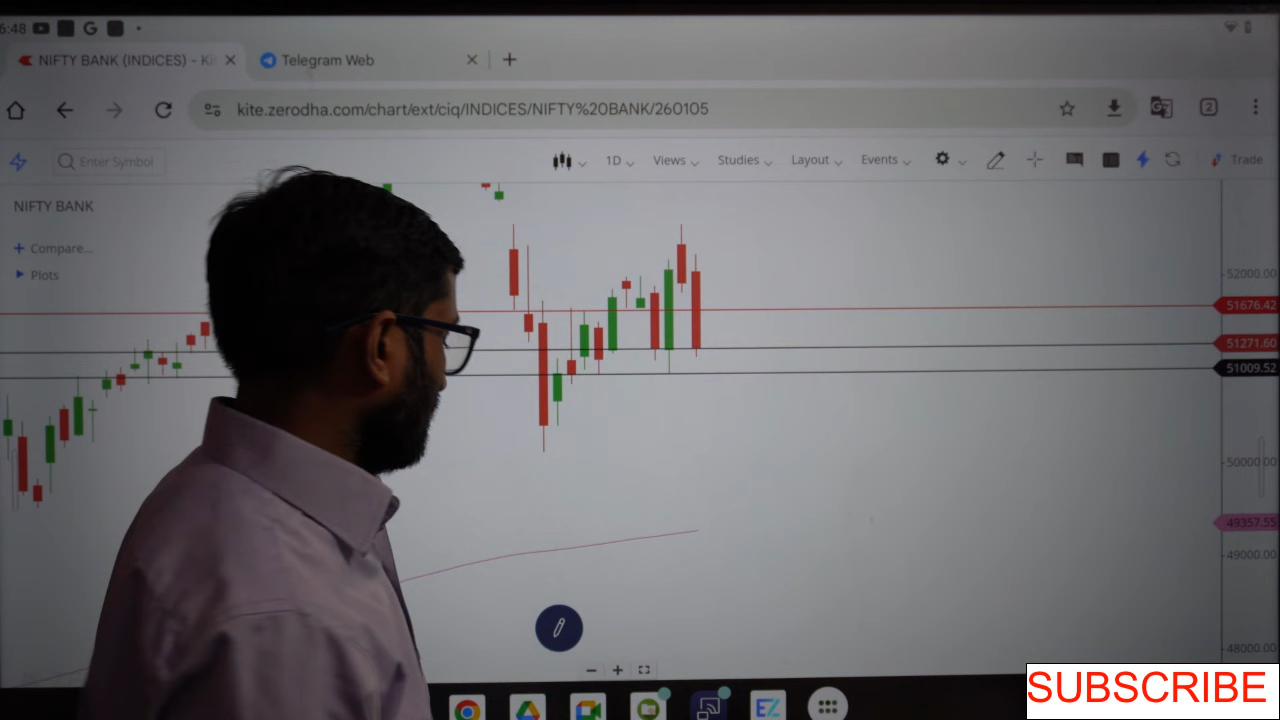 6:48
NIFTY BANK (INDICES) - Ki
Telegram Web
kite.zerodha.com/chart/ext/ciq/INDICES/NIFTY%20BANK/260105
2
Enter Symbol
1D
Views
Studies
Layout
Events
Trade
NIFTY BANK
+ Compare...
Plots
52000.00
51676.42
51271.60
51009.52
50000.00
49357.55
49000.00
48000.00
EZ
SUBSCRIBE